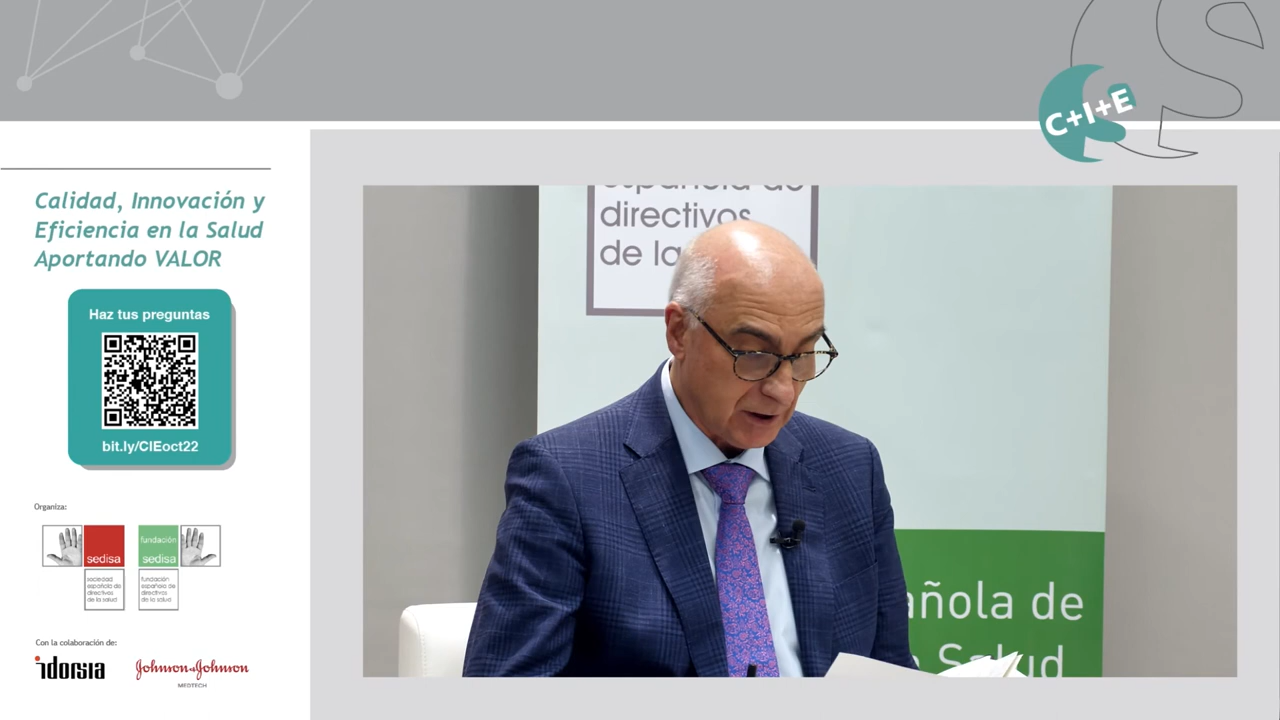 C+I+E
Calidad, Innovación y
Eficiencia en la Salud
Aportando VALOR
Haz tus preguntas
bit.ly/CIEoct22
Organiza:
sedisa
sociedad
española de
directivos
de la salud
fundación
sedisa
fundación
española de
directivos
de la salud
Con la colaboración de:
idorsia
Johnson & Johnson
MEDTECH
española de
directivos
de la
añola de
Salud